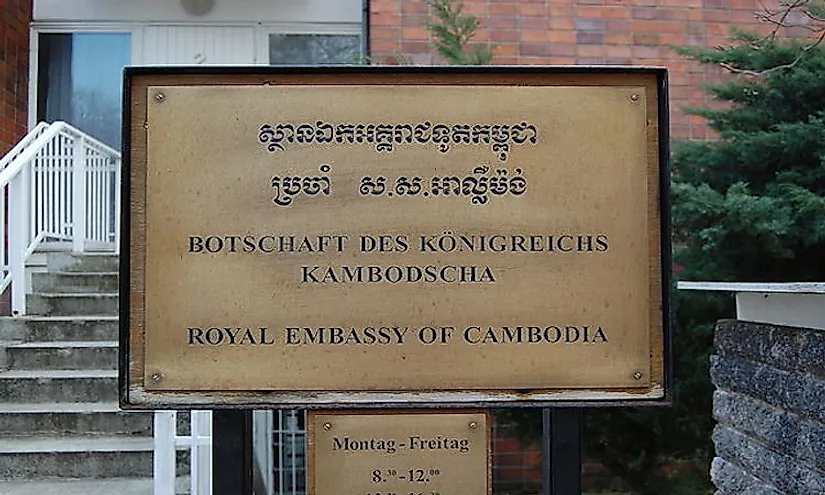 ស្ថានឯកអគ្គរាជទូតកម្ពុជា
ប្រចាំ ស.ស.អាល្លឺម៉ង់
BOTSCHAFT DES KÖNIGREICHS
KAMBODSCHA
ROYAL EMBASSY OF CAMBODIA
Montag - Freitag
8.30 - 12.00